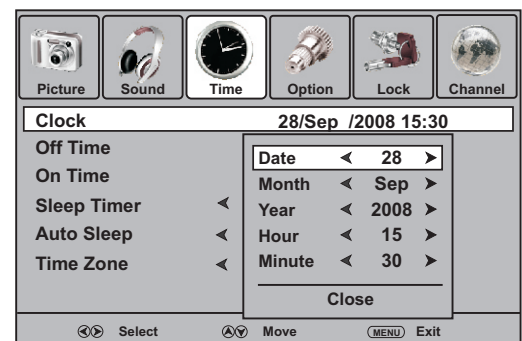 Picture Sound Time Option Lock Channel
Clock 28/Sep /2008 15:30
Off Time
On Time
Sleep Timer
Auto Sleep
Time Zone
Date 28
Month Sep
Year 2008
Hour 15
Minute 30
Close
Select Move MENU Exit